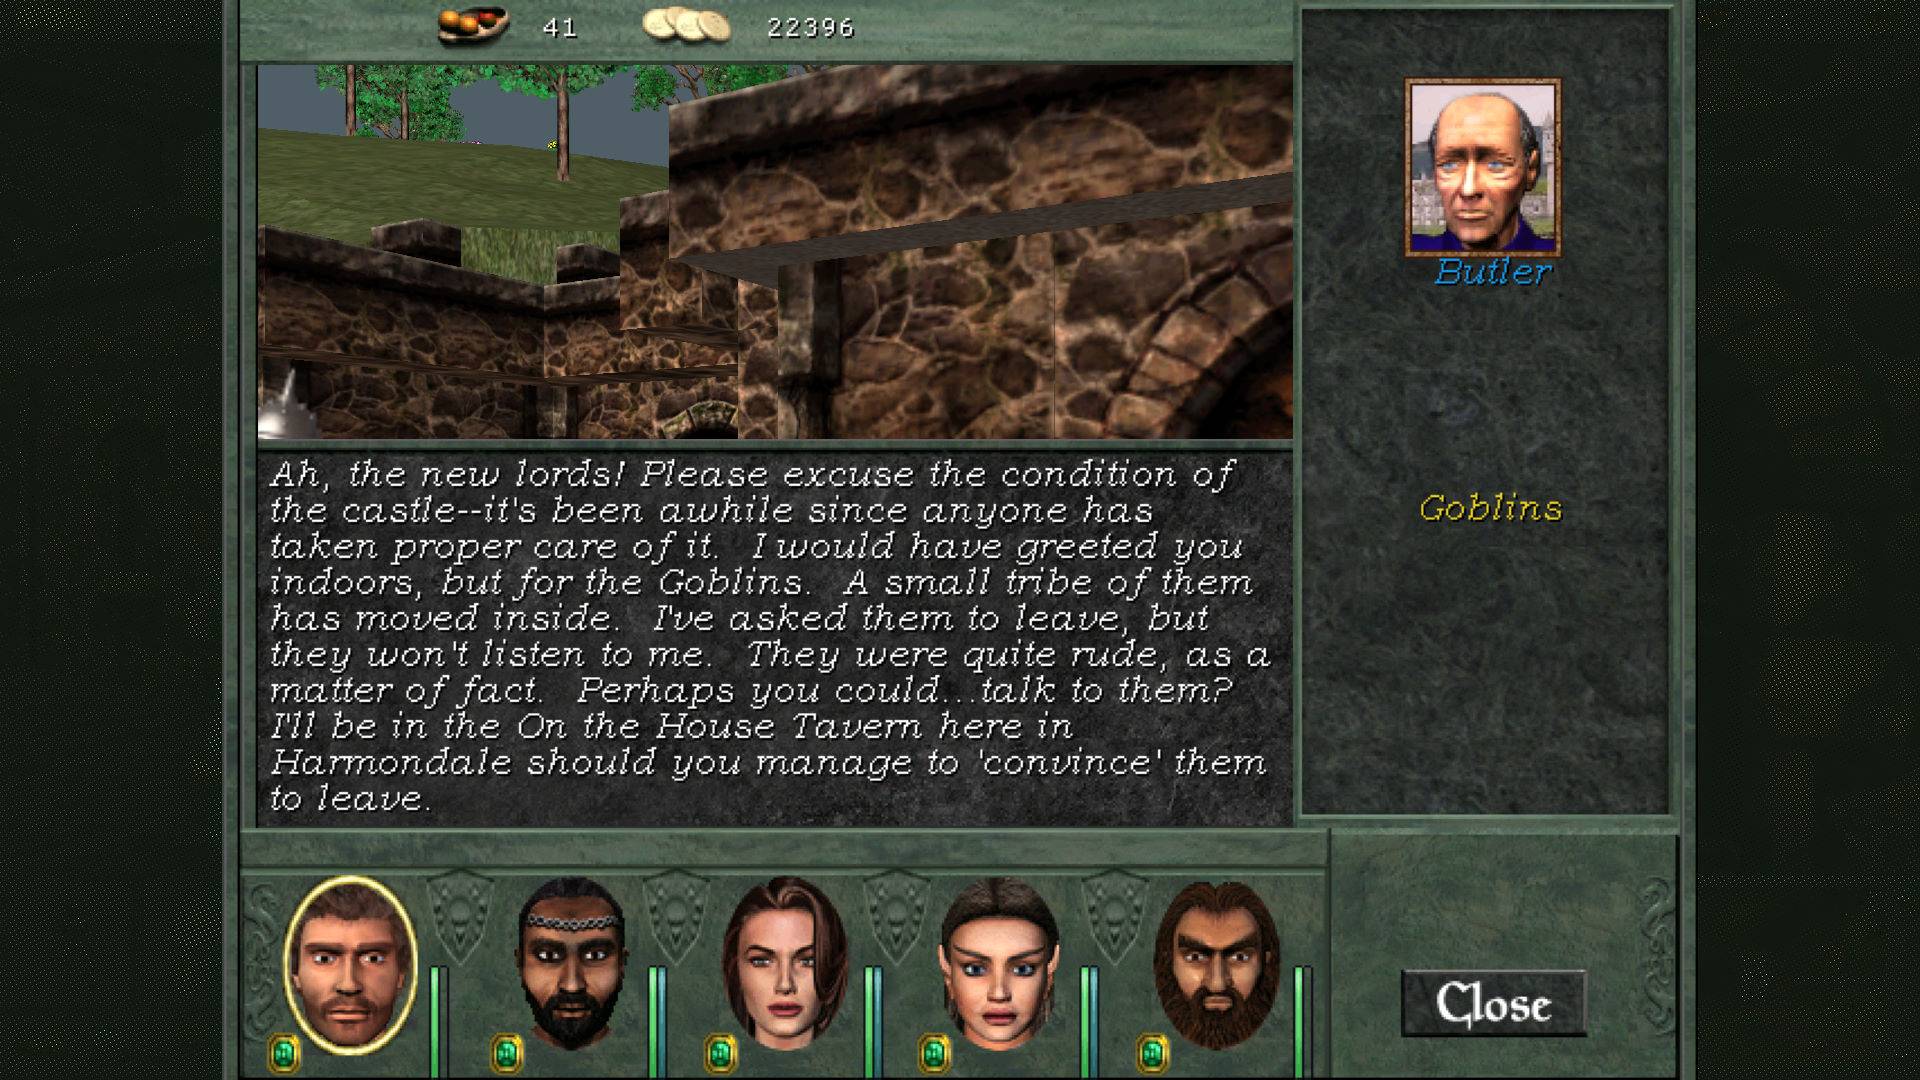 41 22396
Butler
Goblins
Ah, the new lords! Please excuse the condition of
the castle--it's been awhile since anyone has
taken proper care of it.  I would have greeted you
indoors, but for the Goblins.  A small tribe of them
has moved inside.  I've asked them to leave, but
they won't listen to me.  They were quite rude, as a
matter of fact.  Perhaps you could...talk to them?
I'll be in the On the House Tavern here in
Harmondale should you manage to 'convince' them
to leave.
Close